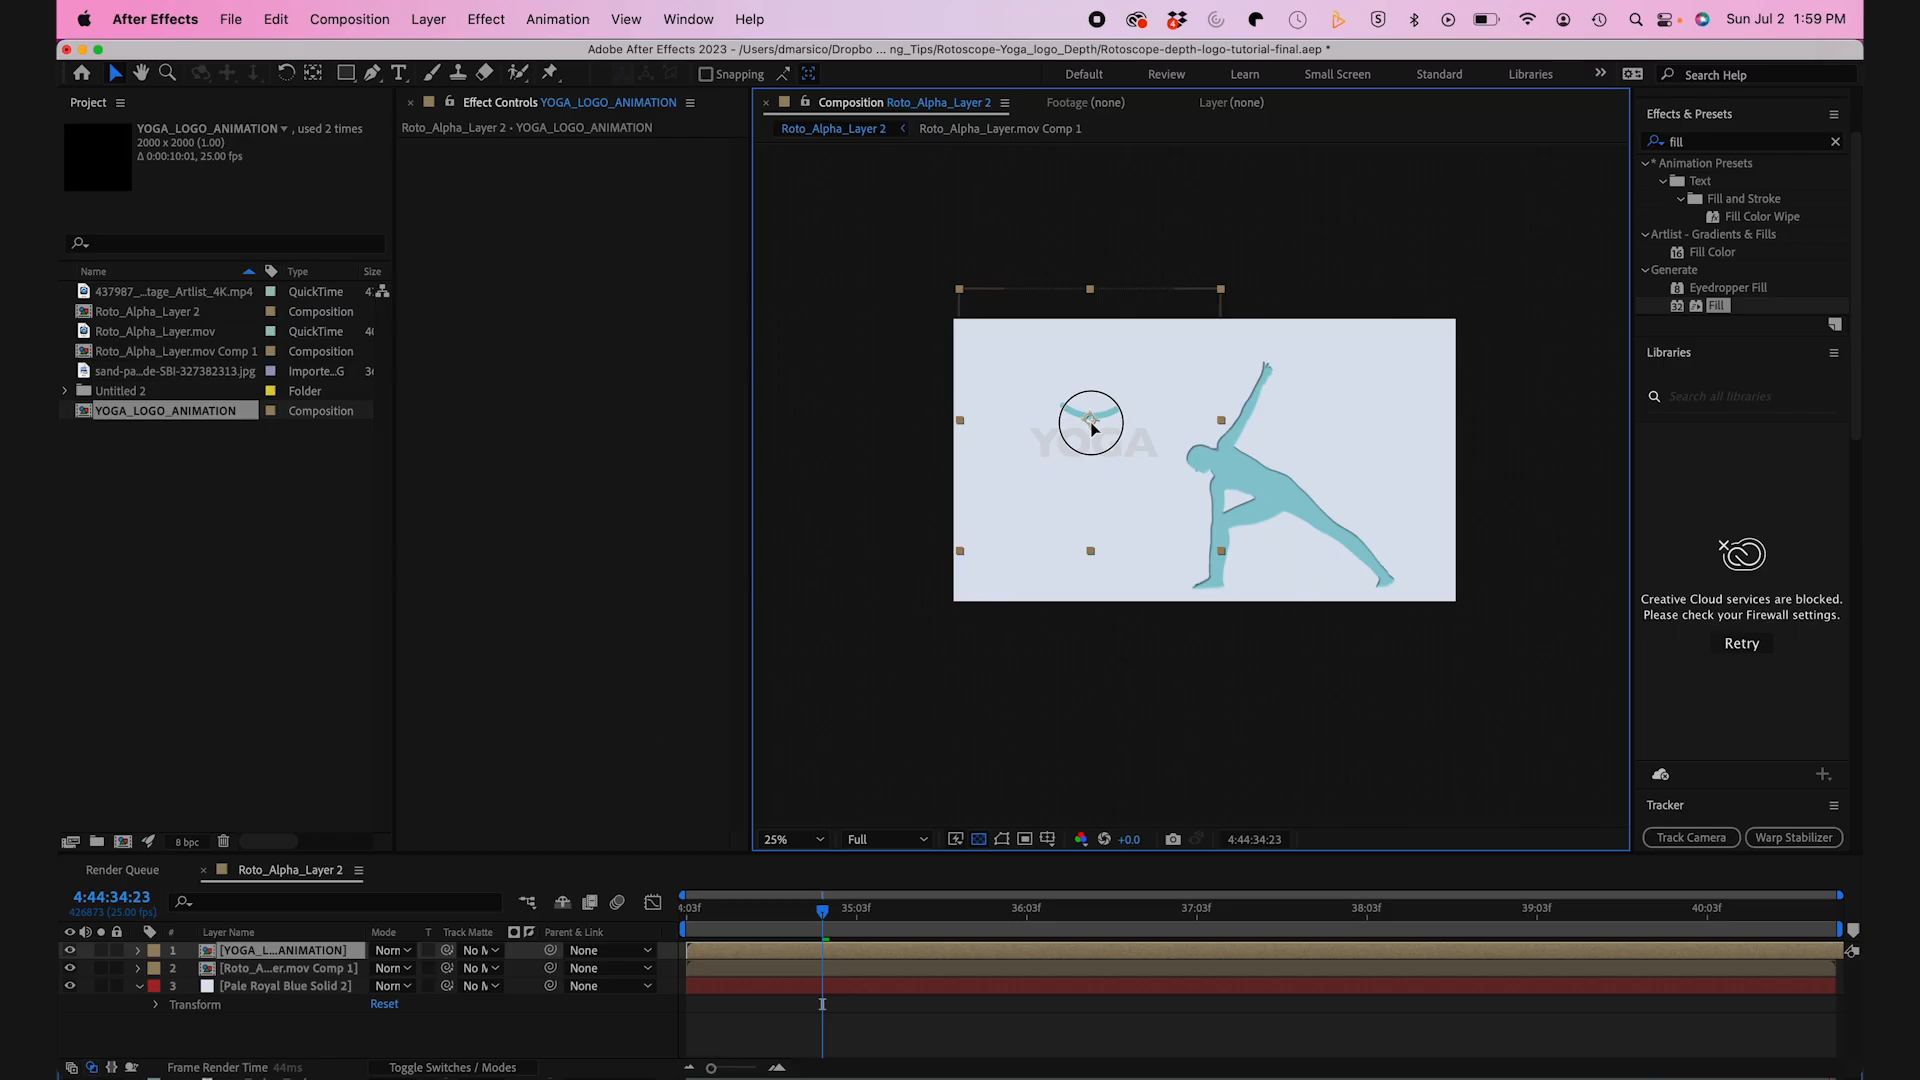 After Effects File Edit Composition Layer Effect Animation View Window Help Sun Jul 2 1:59 PM
Adobe After Effects 2023 - /Users/dmarsico/Dropbo ... ng_Tips/Rotoscope-Yoga_logo_Depth/Rotoscope-depth-logo-tutorial-final.aep *
Snapping Default Review Learn Small Screen Standard Libraries Search Help
Project
YOGA_LOGO_ANIMATION , used 2 times
2000 x 2000 (1.00)
Δ 0:00:10:01, 25.00 fps
Name Type Size
437987_...tage_Artlist_4K.mp4 QuickTime
Roto_Alpha_Layer 2 Composition
Roto_Alpha_Layer.mov QuickTime
Roto_Alpha_Layer.mov Comp 1 Composition
sand-pa...de-SBI-327382313.jpg Importe...G
Untitled 2 Folder
YOGA_LOGO_ANIMATION Composition
8 bpc
Effect Controls YOGA_LOGO_ANIMATION
Roto_Alpha_Layer 2 • YOGA_LOGO_ANIMATION
Composition Roto_Alpha_Layer 2 Footage (none) Layer (none)
Roto_Alpha_Layer 2 Roto_Alpha_Layer.mov Comp 1
YOGA
25% Full +0.0 4:44:34:23
Effects & Presets
fill
* Animation Presets
Text
Fill and Stroke
Fill Color Wipe
Artlist - Gradients & Fills
Fill Color
Generate
Eyedropper Fill
Fill
Libraries
Search all libraries
Creative Cloud services are blocked.
Please check your Firewall settings.
Retry
Tracker
Track Camera Warp Stabilizer
Render Queue Roto_Alpha_Layer 2
4:44:34:23
426873 (25.00 fps)
35:03f 36:03f 37:03f 38:03f 39:03f 40:03f
# Layer Name Mode T Track Matte Parent & Link
1 [YOGA_L...ANIMATION] None
2 [Roto_A...er.mov Comp 1] None
3 [Pale Royal Blue Solid 2] None
Transform Reset
Frame Render Time 44ms Toggle Switches / Modes